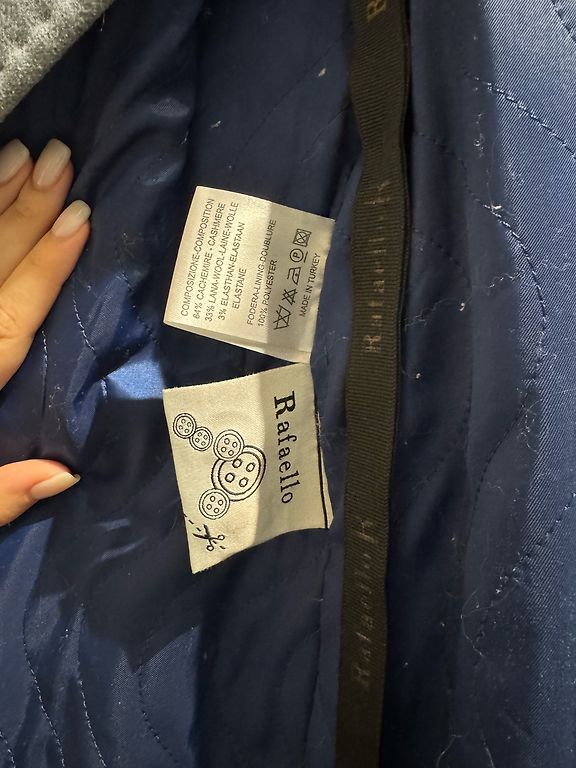 COMPOSIZIONE-COMPOSITION
64% CACHEMIRE - CASHMERE
33% LANA-WOOL-LAINE-WOLLE
3% ELASTHAN-ELASTAAN
ELASTANE
FODERA-LINING-DOUBLURE
100% POLYESTER
MADE IN TURKEY
Rafaello
Rafaello